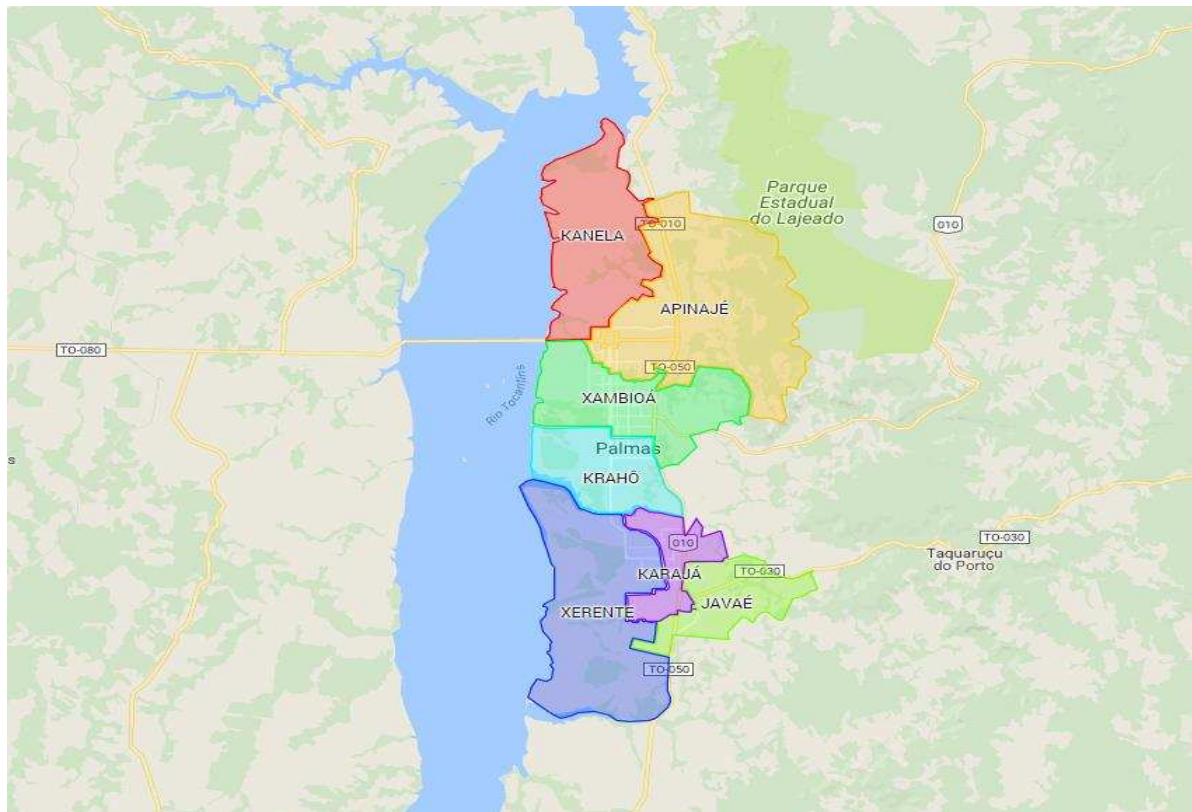 Parque
Estadual
do Lajeado
TO-010
010
KANELA
APINAJÉ
TO-080
TO-050
Rio Tocantins
XAMBIOÁ
Palmas
s
KRAHÔ
TO-030
010
Taquaruçu
do Porto
KARAJÁ
TO-030
JAVAÉ
XERENTE
TO-050